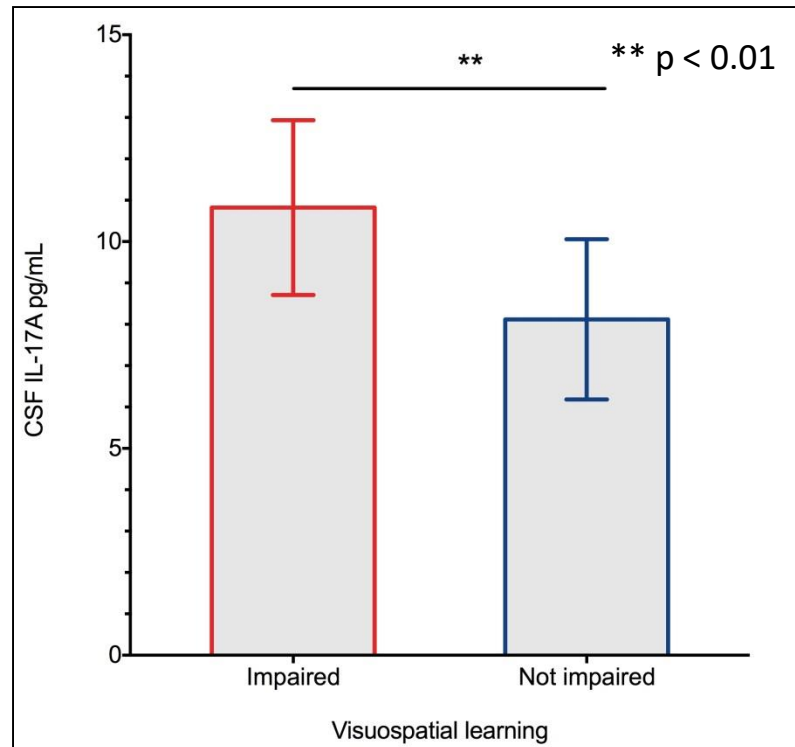 15
**
** p < 0.01
10
CSF IL-17A pg/mL
5
0
Impaired
Not impaired
Visuospatial learning